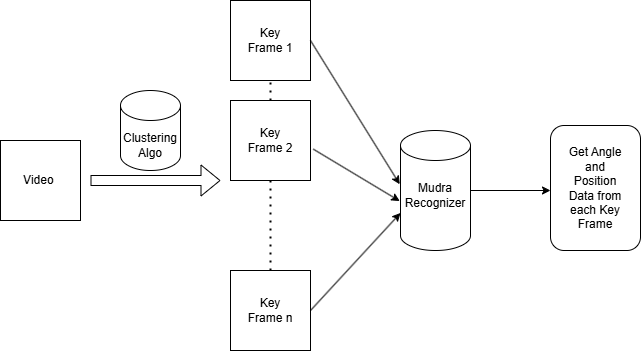 Key
Frame 1
Clustering
Algo
Key
Frame 2
Video
Mudra
Recognizer
Get Angle
and
Position
Data from
each Key
Frame
Key
Frame n